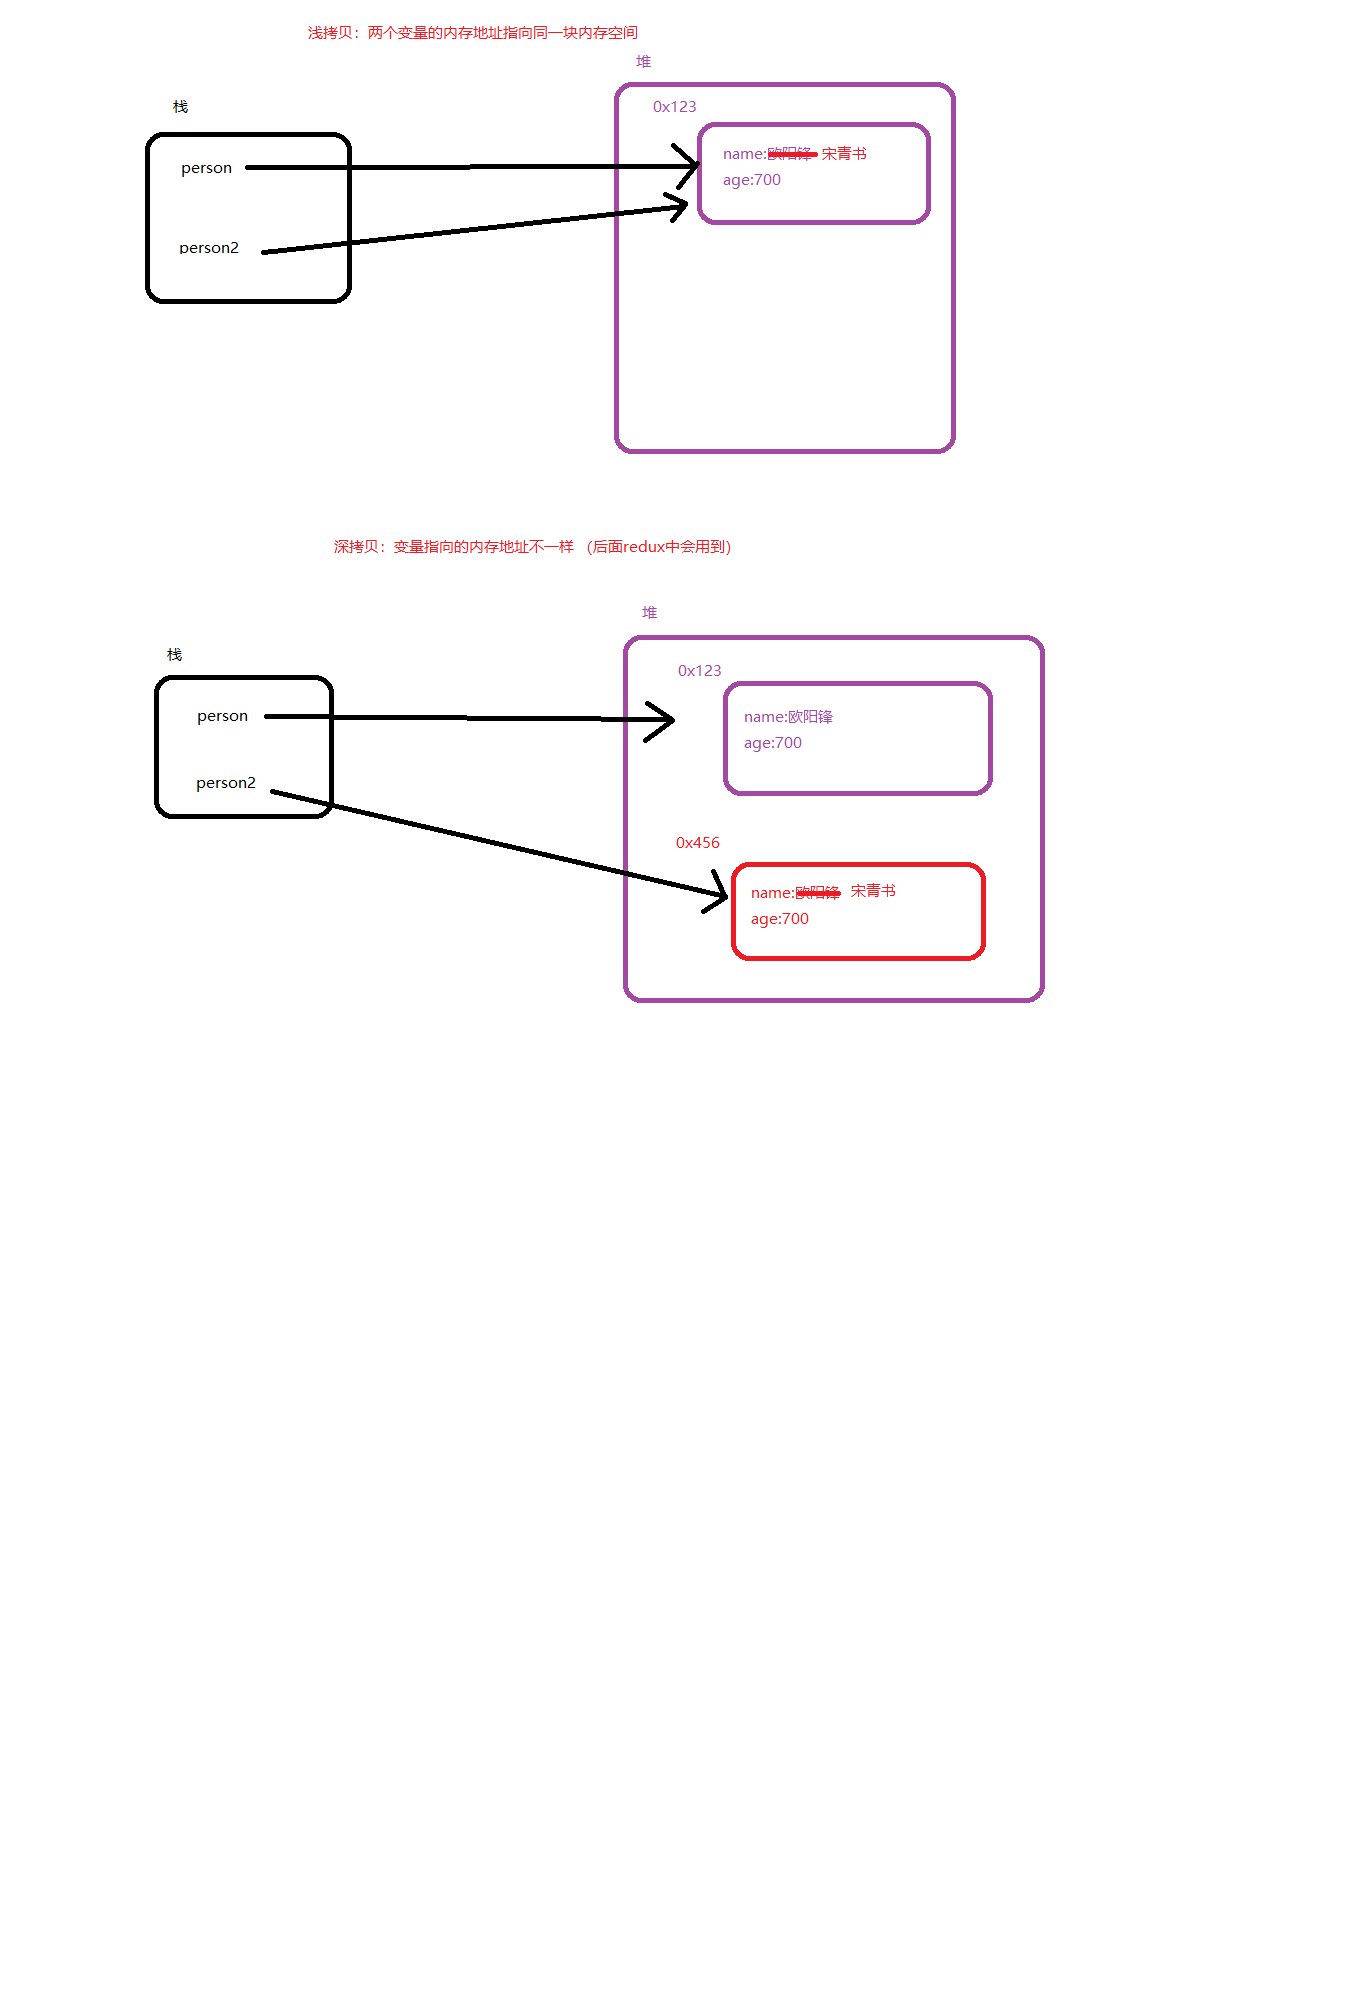 浅拷贝：两个变量的内存地址指向同一块内存空间
堆
栈
0x123
person
name:欧阳锋 宋青书
age:700
person2
深拷贝：变量指向的内存地址不一样 （后面redux中会用到）
堆
栈
0x123
person
name:欧阳锋
age:700
person2
0x456
name:欧阳锋 宋青书
age:700